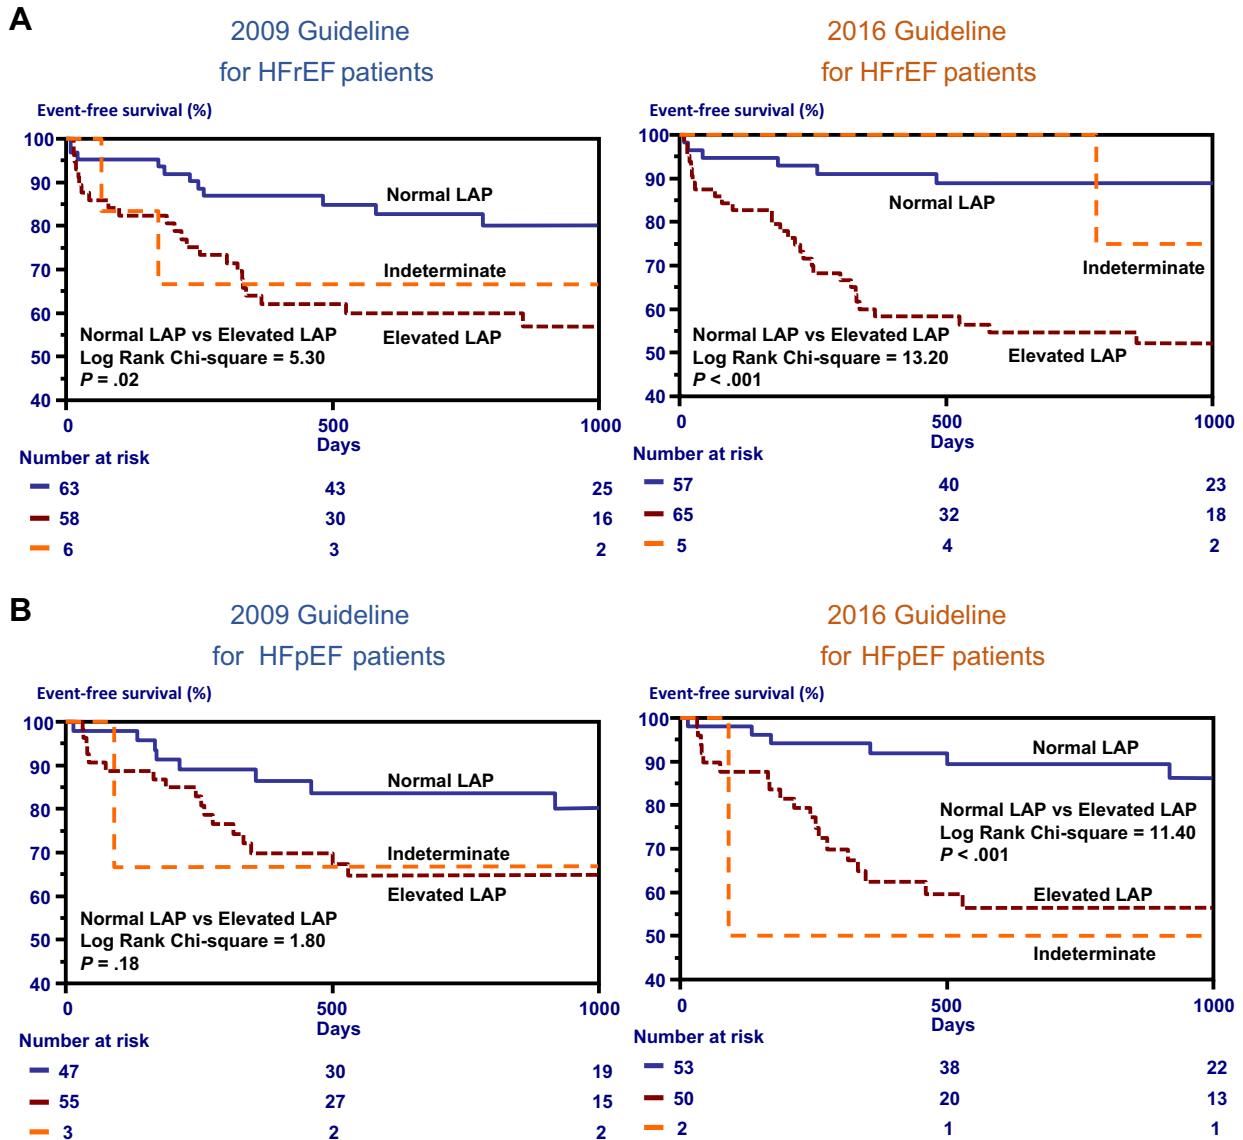 A
2009 Guideline
for HFrEF patients
Event-free survival (%)
100
90
80
70
60
50
40
Normal LAP
Indeterminate
Elevated LAP
Normal LAP vs Elevated LAP
Log Rank Chi-square = 5.30
P = .02
0 500 1000
Days
Number at risk
63 43 25
58 30 16
6 3 2
2016 Guideline
for HFrEF patients
Event-free survival (%)
100
90
80
70
60
50
40
Normal LAP
Indeterminate
Normal LAP vs Elevated LAP
Log Rank Chi-square = 13.20
P < .001
Elevated LAP
0 500 1000
Days
Number at risk
57 40 23
65 32 18
5 4 2
B
2009 Guideline
for HFpEF patients
Event-free survival (%)
100
90
80
70
60
50
40
Normal LAP
Indeterminate
Elevated LAP
Normal LAP vs Elevated LAP
Log Rank Chi-square = 1.80
P = .18
0 500 1000
Days
Number at risk
47 30 19
55 27 15
3 2 2
2016 Guideline
for HFpEF patients
Event-free survival (%)
100
90
80
70
60
50
40
Normal LAP
Normal LAP vs Elevated LAP
Log Rank Chi-square = 11.40
P < .001
Elevated LAP
Indeterminate
0 500 1000
Days
Number at risk
53 38 22
50 20 13
2 1 1